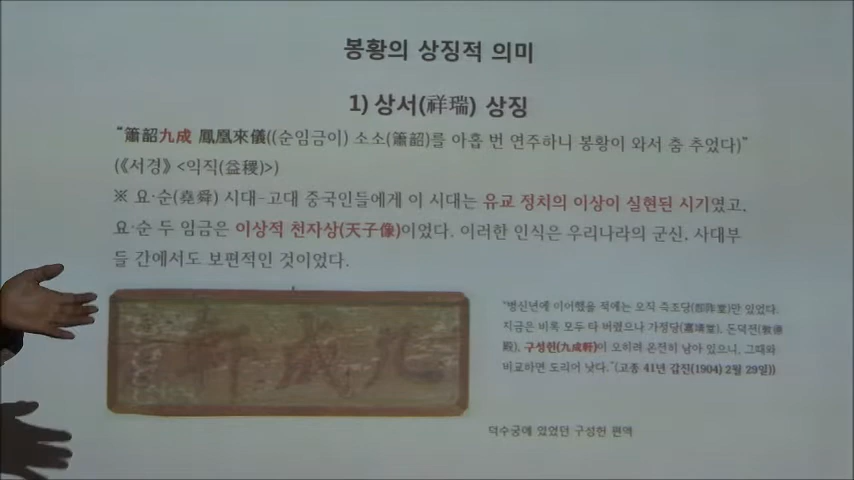 봉황의 상징적 의미
1) 상서(祥瑞) 상징
"簫韶九成 鳳凰來儀((순임금이) 소소(簫韶)를 아홉 번 연주하니 봉황이 와서 춤 추었다)"
(《서경》 <익직(益稷)>)
※ 요·순(堯舜) 시대-고대 중국인들에게 이 시대는 유교 정치의 이상이 실현된 시기였고,
요·순 두 임금은 이상적 천자상(天子像)이었다. 이러한 인식은 우리나라의 군신, 사대부
들 간에서도 보편적인 것이었다.
軒成九
"병신년에 이어했을 적에는 오직 즉조당(卽阼堂)만 있었다.
지금은 비록 모두 타 버렸으나 가정당(嘉靖堂), 돈덕전(敦德
殿), 구성헌(九成軒)이 오히려 온전히 남아 있으니, 그때와
비교하면 도리어 낫다."(고종 41년 갑진(1904) 2월 29일))
덕수궁에 있었던 구성헌 편액